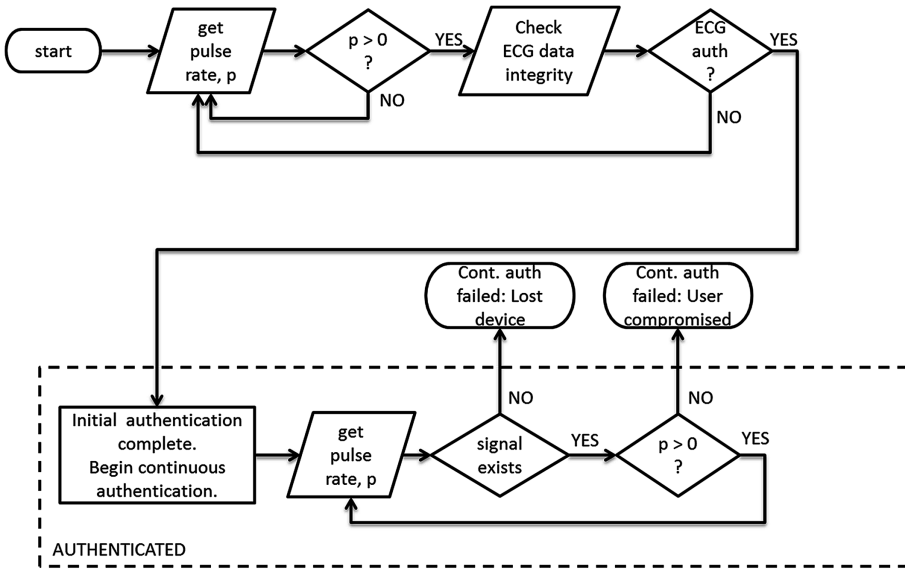 start
get
pulse
rate, p
p > 0
?
YES
NO
Check
ECG data
integrity
ECG
auth
?
YES
NO
Cont. auth
failed: Lost
device
Cont. auth
failed: User
compromised
Initial authentication
complete.
Begin continuous
authentication.
get
pulse
rate, p
signal
exists
NO
YES
p > 0
?
NO
YES
AUTHENTICATED